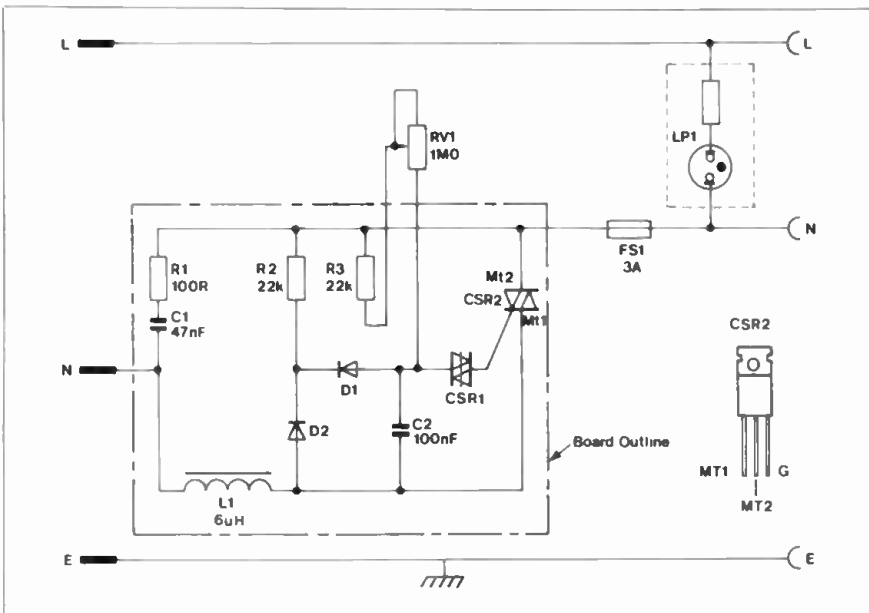 L
L
LP1
RV1
1M0
N
FS1
3A
R1
100R
R2
22k
R3
22k
Mt2
CSR2
Mt1
C1
47nF
CSR2
N
D1
CSR1
C2
100nF
D2
Board Outline
L1
6uH
MT1
G
MT2
E
E